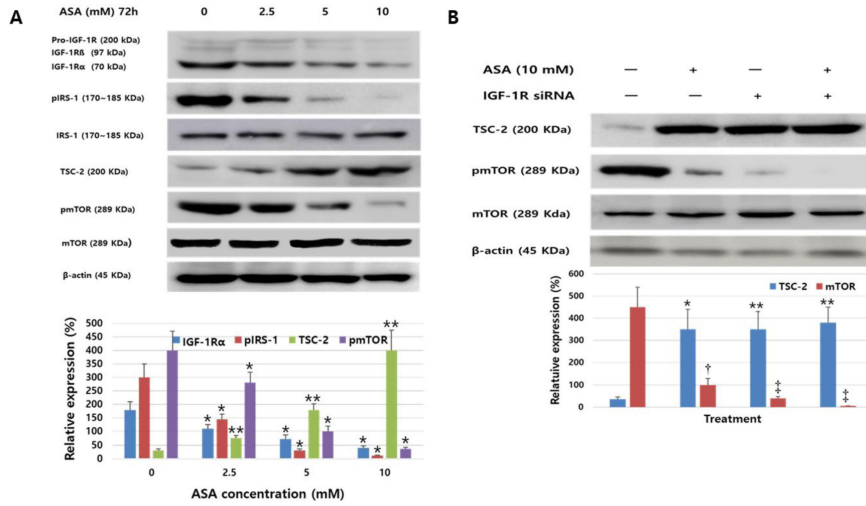 A
ASA (mM) 72h 0 2.5 5 10
Pro-IGF-1R (200 kDa)
IGF-1Rß (97 kDa)
IGF-1Rα (70 kDa)
pIRS-1 (170~185 KDa)
IRS-1 (170~185 KDa)
TSC-2 (200 KDa)
pmTOR (289 KDa)
mTOR (289 KDa)
β-actin (45 KDa)
Relative expression (%)
500
450
400
350
300
250
200
150
100
50
0
IGF-1Rα pIRS-1 TSC-2 pmTOR
* * ** *
* * ** *
* * ** *
0 2.5 5 10
ASA concentration (mM)
B
ASA (10 mM) — + — +
IGF-1R siRNA — — + +
TSC-2 (200 KDa)
pmTOR (289 KDa)
mTOR (289 Kda)
β-actin (45 KDa)
Relatuive expression (%)
600
500
400
300
200
100
0
TSC-2 mTOR
* ** **
† ‡ ‡
Treatment